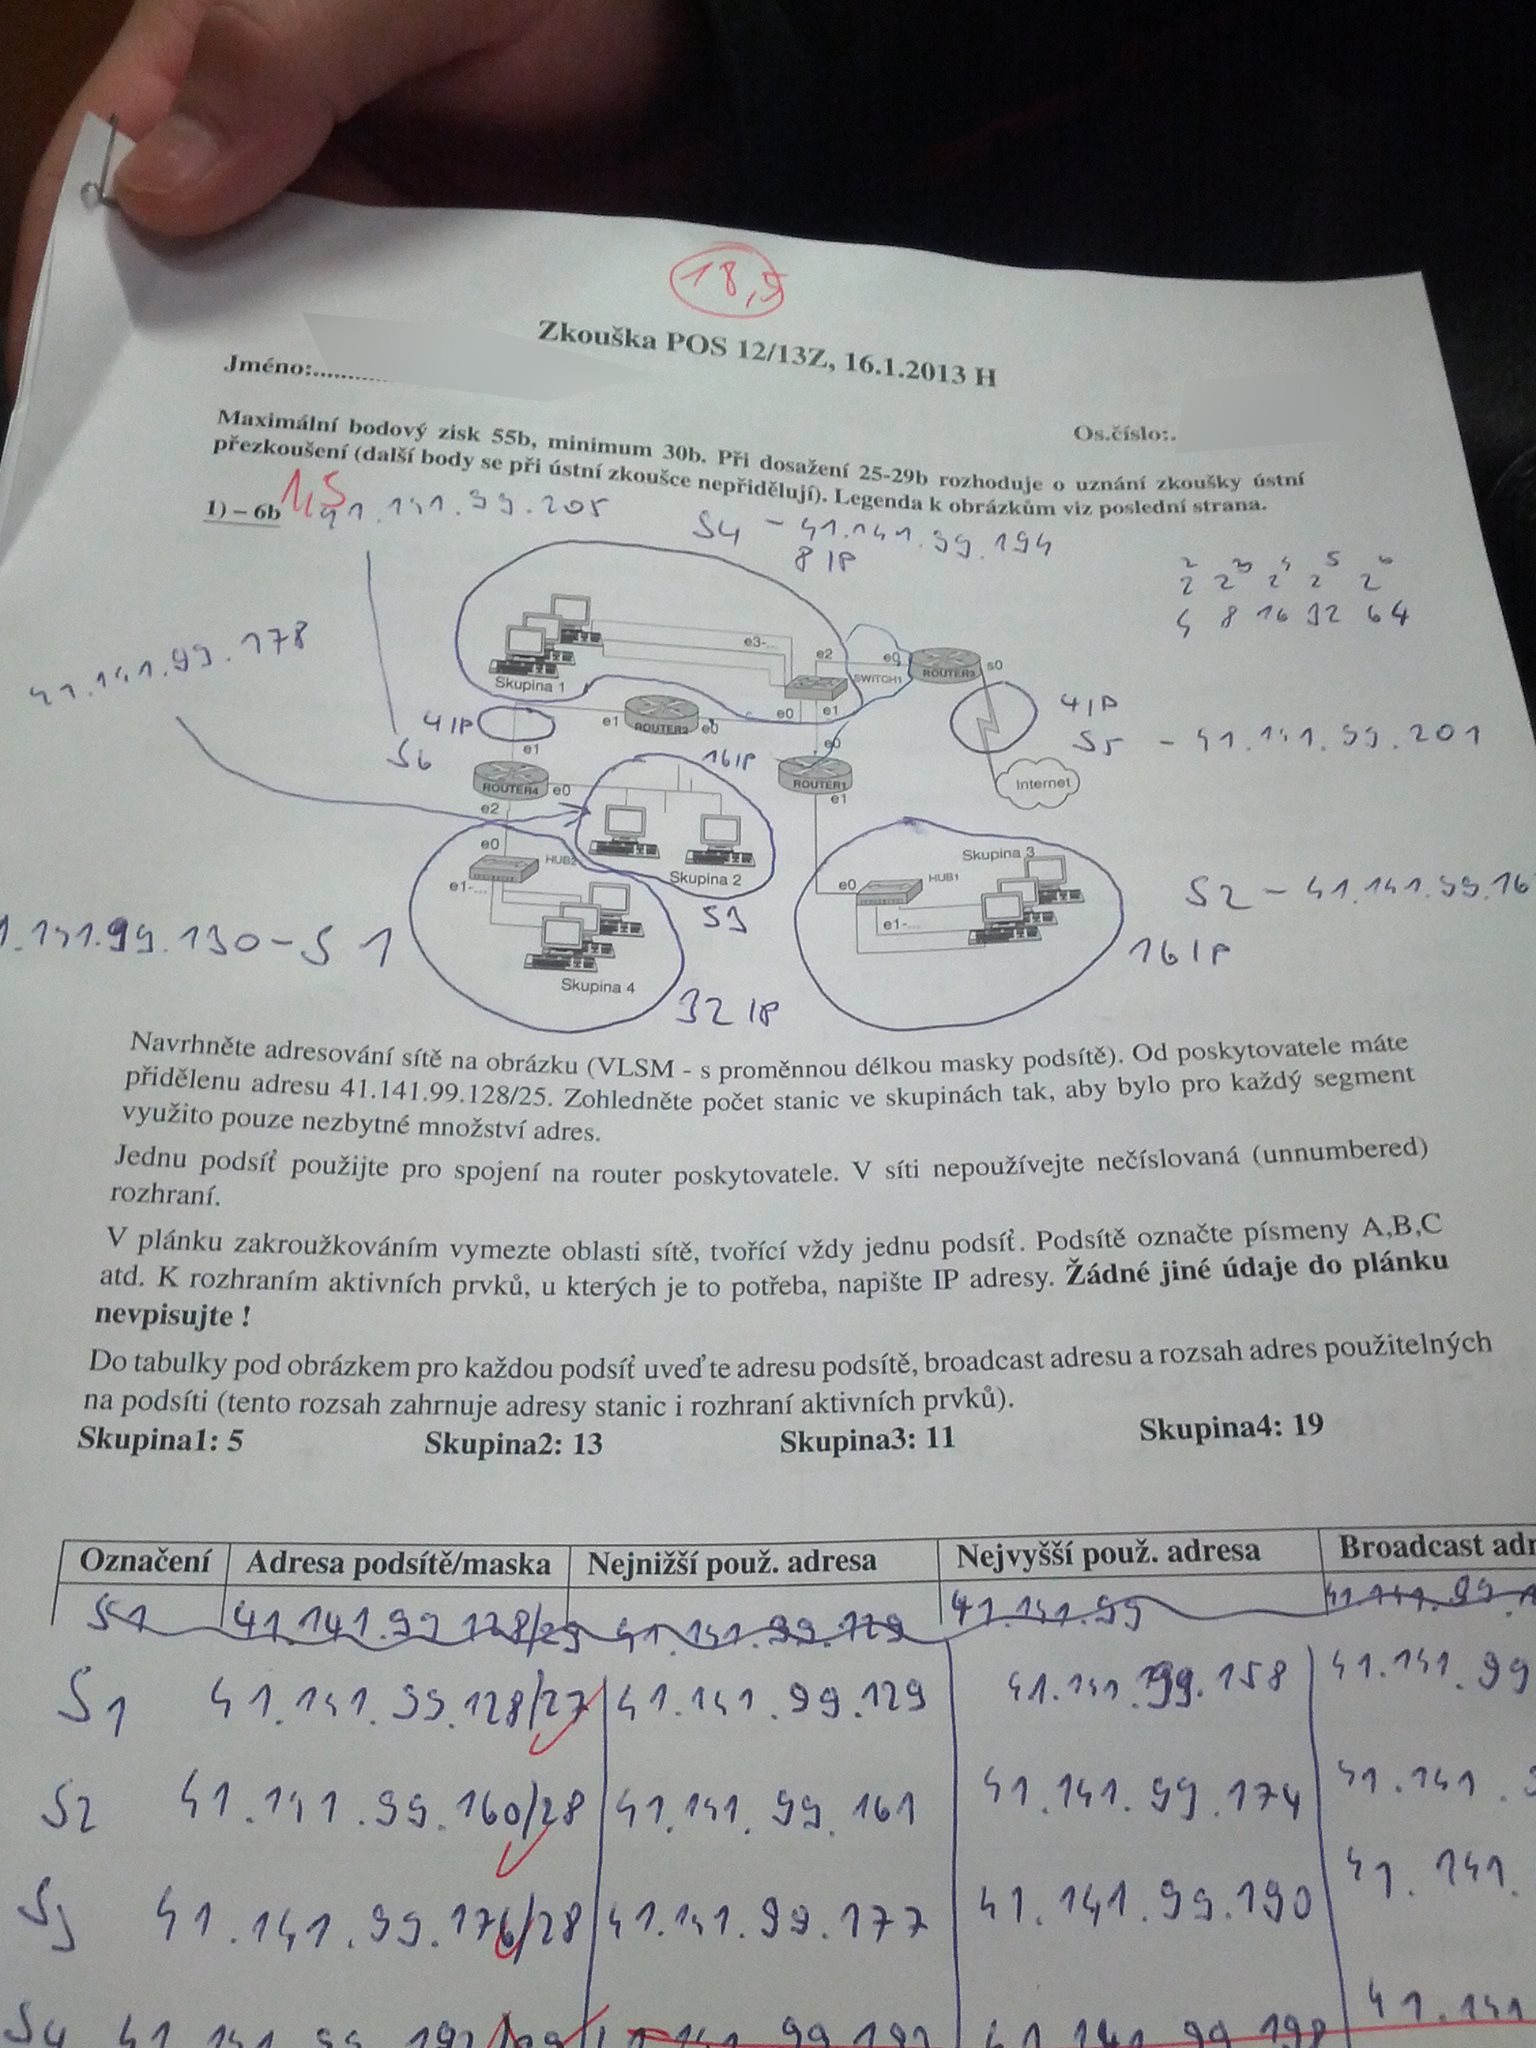 18,5
Zkouška POS 12/13Z, 16.1.2013 H
Jméno:..........
Os.číslo:.
Maximální bodový zisk 55b, minimum 30b. Při dosažení 25-29b rozhoduje o uznání zkoušky ústní
přezkoušení (další body se při ústní zkoušce nepřidělují). Legenda k obrázkům viz poslední strana.
1) – 6b
1,5
41.141.99.205
S4 - 41.141.99.194
8 IP
2² 2³ 2⁴ 2⁵ 2⁶
4 8 16 32 64
41.141.99.178
e3-...
e2
e0
ROUTER3
s0
Skupina 1
SWITCH1
4 IP
4 IP
e1
ROUTER2
e0
e0
e1
S5 - 41.141.99.201
S6
e1
16 IP
e0
ROUTER4
e0
ROUTER1
Internet
e2
e1
e0
HUB2
Skupina 2
Skupina 3
e0
HUB1
e1-...
S3
e1-...
S2 - 41.141.99.16
.141.99.130 - S1
16 IP
Skupina 4
32 IP
Navrhněte adresování sítě na obrázku (VLSM - s proměnnou délkou masky podsítě). Od poskytovatele máte
přidělenu adresu 41.141.99.128/25. Zohledněte počet stanic ve skupinách tak, aby bylo pro každý segment
využito pouze nezbytné množství adres.
Jednu podsíť použijte pro spojení na router poskytovatele. V síti nepoužívejte nečíslovaná (unnumbered)
rozhraní.
V plánku zakroužkováním vymezte oblasti sítě, tvořící vždy jednu podsíť. Podsítě označte písmeny A,B,C
atd. K rozhraním aktivních prvků, u kterých je to potřeba, napište IP adresy. Žádné jiné údaje do plánku
nevpisujte !
Do tabulky pod obrázkem pro každou podsíť uveďte adresu podsítě, broadcast adresu a rozsah adres použitelných
na podsíti (tento rozsah zahrnuje adresy stanic i rozhraní aktivních prvků).
Skupina1: 5 Skupina2: 13 Skupina3: 11 Skupina4: 19
Označení Adresa podsítě/maska Nejnižší použ. adresa Nejvyšší použ. adresa Broadcast adr
S1 41.141.99.128/29 41.141.99.129 41.141.99 41.141.99.1
S1 41.141.99.128/27 41.141.99.129 41.141.99.158 41.141.99
S2 41.141.99.160/28 41.141.99.161 41.141.99.174 41.141.
S3 41.141.99.176/28 41.141.99.177 41.141.99.190 41.141.
S4 41.141.99.192/29 41.141.99.193 41.141.99.198 41.141